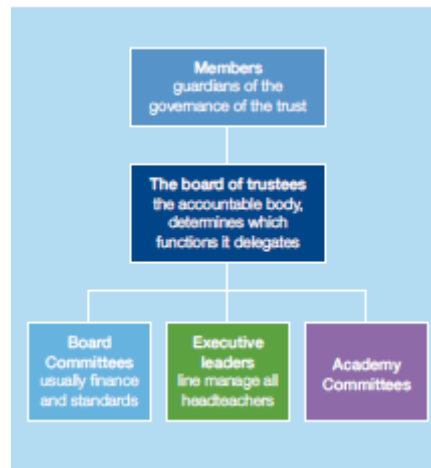 Members
guardians of the
governance of the trust
The board of trustees
the accountable body,
determines which
functions it delegates
Board
Committees
usually finance
and standards
Executive
leaders
line manage all
headteachers
Academy
Committees